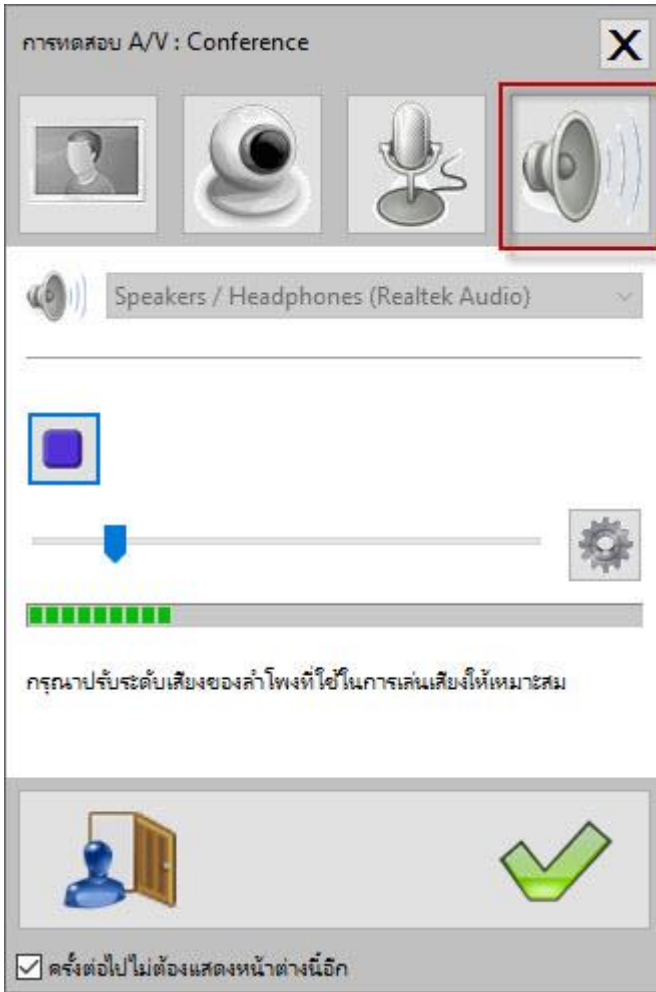 การทดสอบ A/V : Conference
X
Speakers / Headphones (Realtek Audio)
กรุณาปรับระดับเสียงของลำโพงที่ใช้ในการเล่นเสียงให้เหมาะสม
ครั้งต่อไปไม่ต้องแสดงหน้าต่างนี้อีก